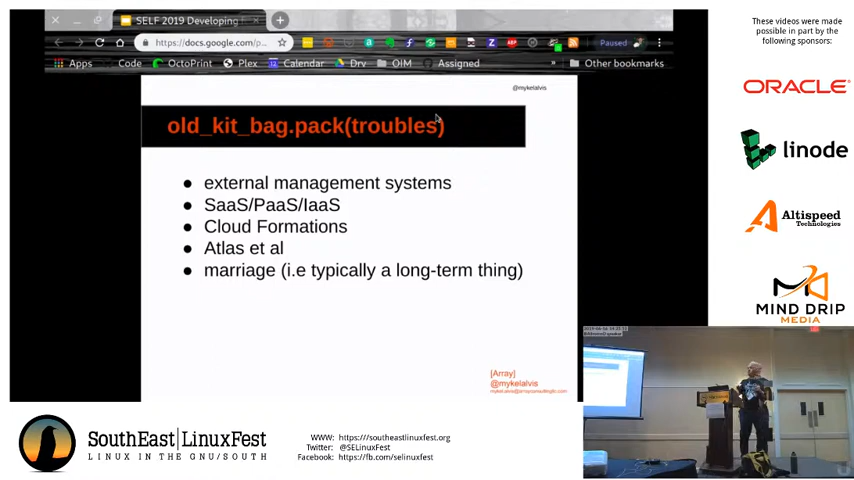 These videos were made
possible in part by the
following sponsors:
SELF 2019 Developing
https://docs.google.com/p...
Paused
Apps
Code
OctoPrint
Plex
Calendar
Drv
OIM
Assigned
»
Other bookmarks
@mykelalvis
old_kit_bag.pack(troubles)
● external management systems
● SaaS/PaaS/IaaS
● Cloud Formations
● Atlas et al
● marriage (i.e typically a long-term thing)
[Array]
@mykelalvis
ORACLE
linode
Altispeed
Technologies
MIND DRIP
MEDIA
SouthEast|LinuxFest
LINUX IN THE GNU/SOUTH
WWW: https://southeastlinuxfest.org
Twitter: @SELinuxFest
Facebook: https://fb.com/selinuxfest